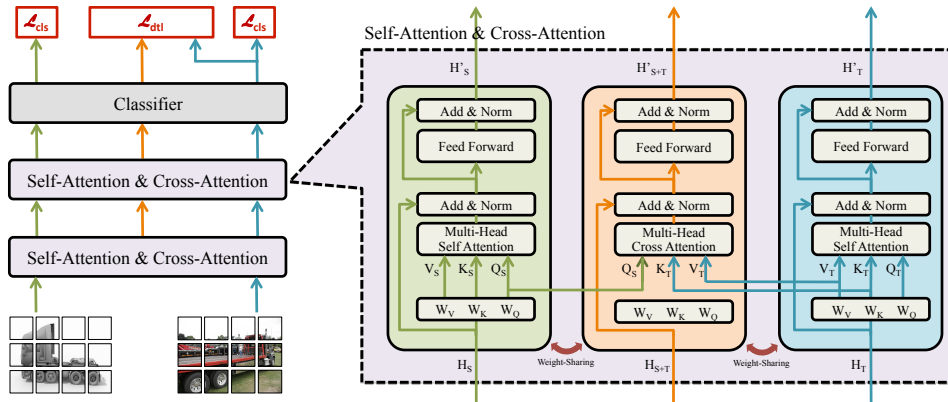 𝓛cls
𝓛dtl
𝓛cls
Classifier
Self-Attention & Cross-Attention
Self-Attention & Cross-Attention
Self-Attention & Cross-Attention
H'S
H'S+T
H'T
Add & Norm
Feed Forward
Add & Norm
Multi-Head
Self Attention
VS KS QS
WV WK WQ
HS
Add & Norm
Feed Forward
Add & Norm
Multi-Head
Cross Attention
QS KT VT
WV WK WQ
HS+T
Add & Norm
Feed Forward
Add & Norm
Multi-Head
Self Attention
VT KT QT
WV WK WQ
HT
Weight-Sharing
Weight-Sharing